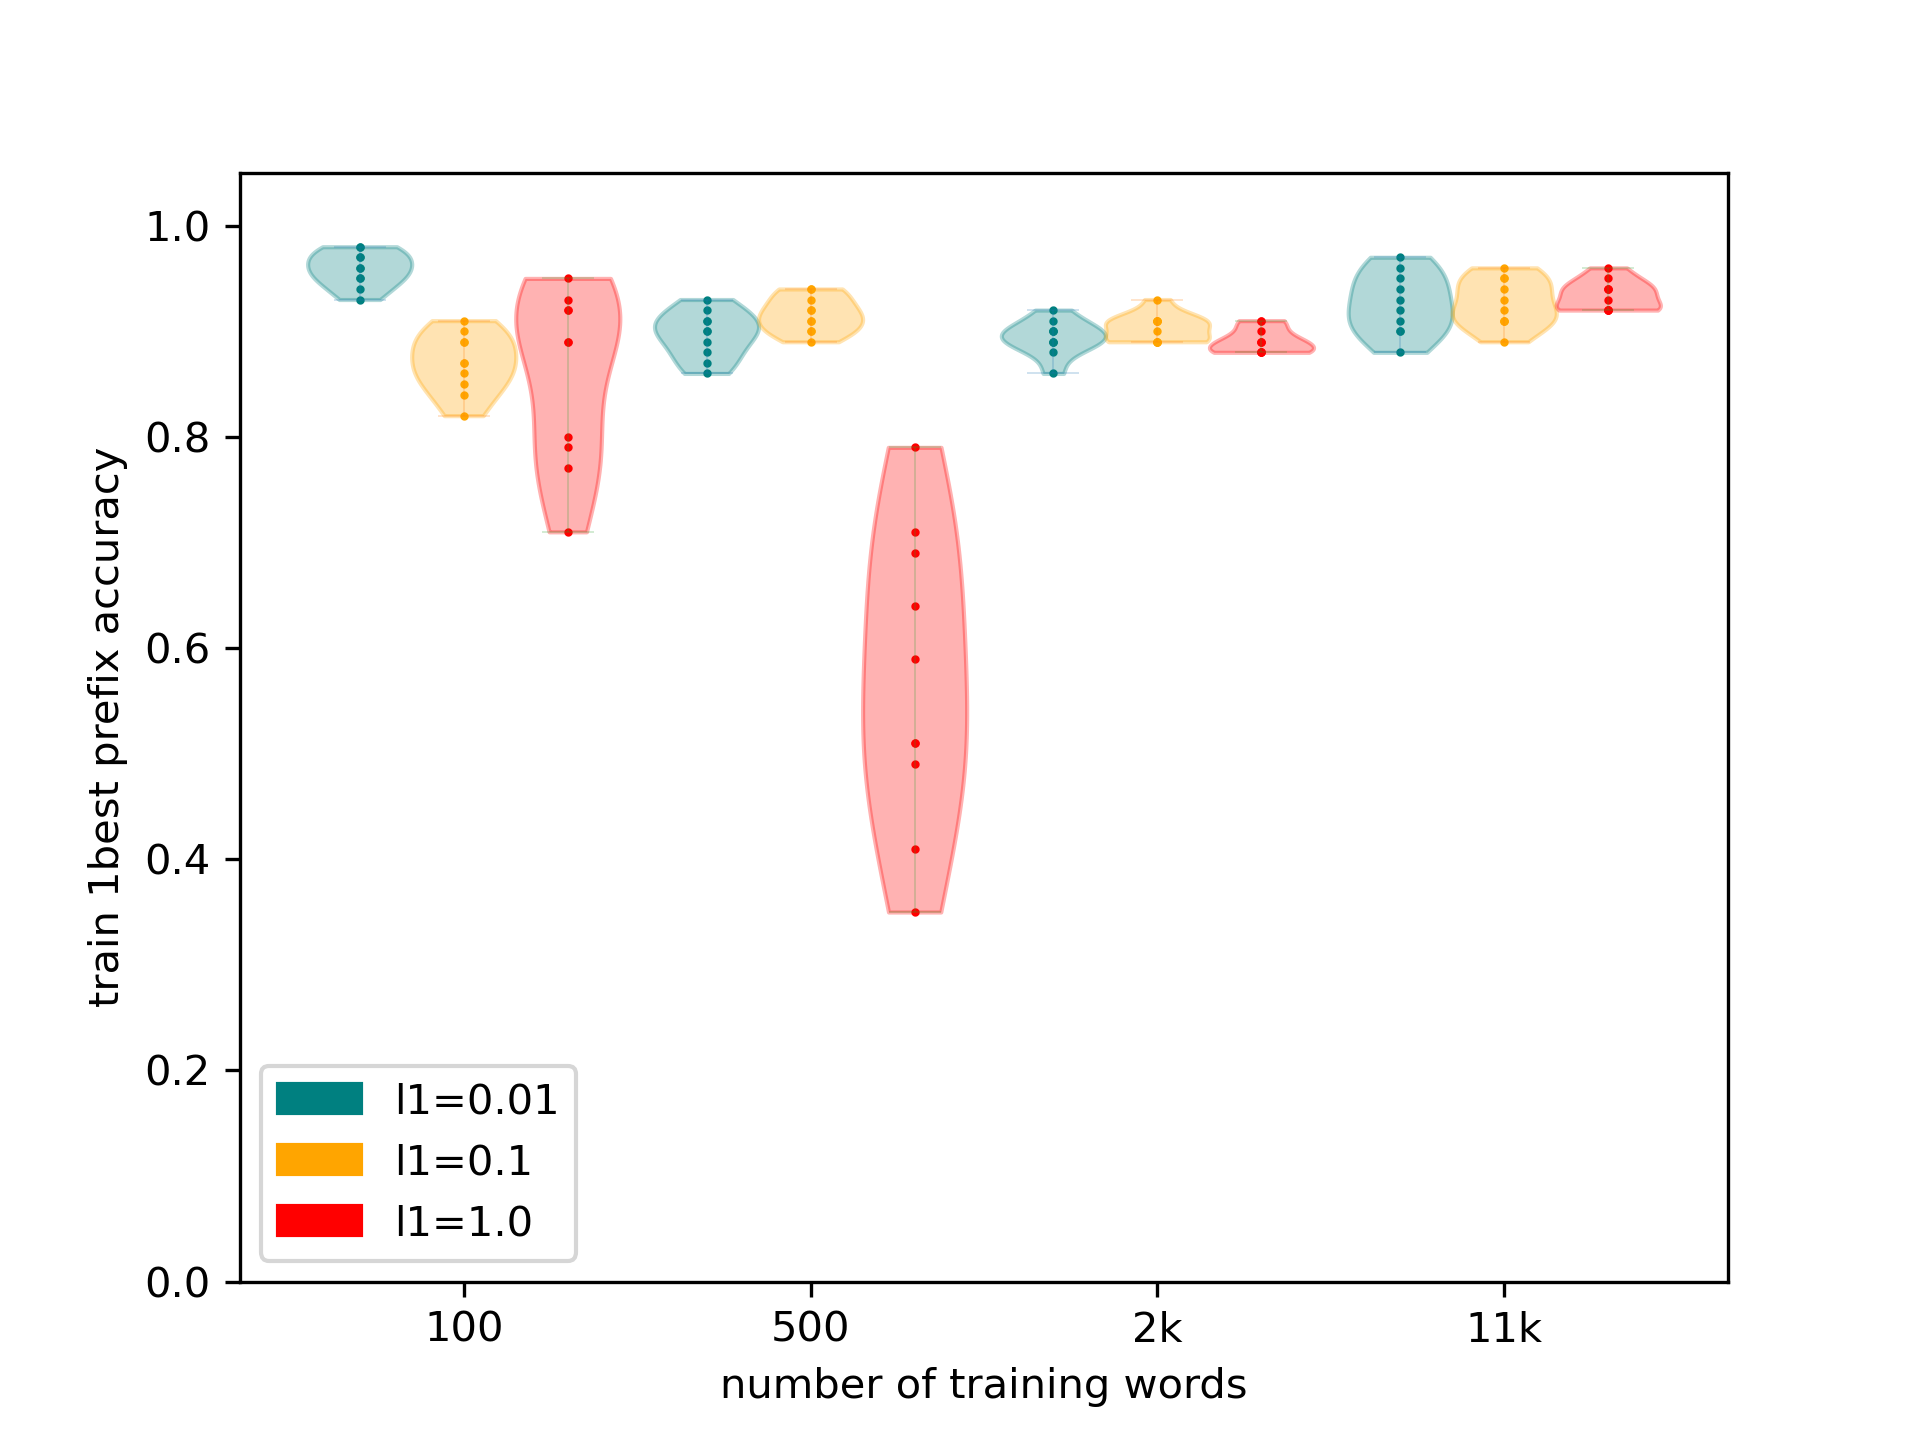 train 1best prefix accuracy
1.0
0.8
0.6
0.4
0.2
0.0
l1=0.01
l1=0.1
l1=1.0
100 500 2k 11k
number of training words